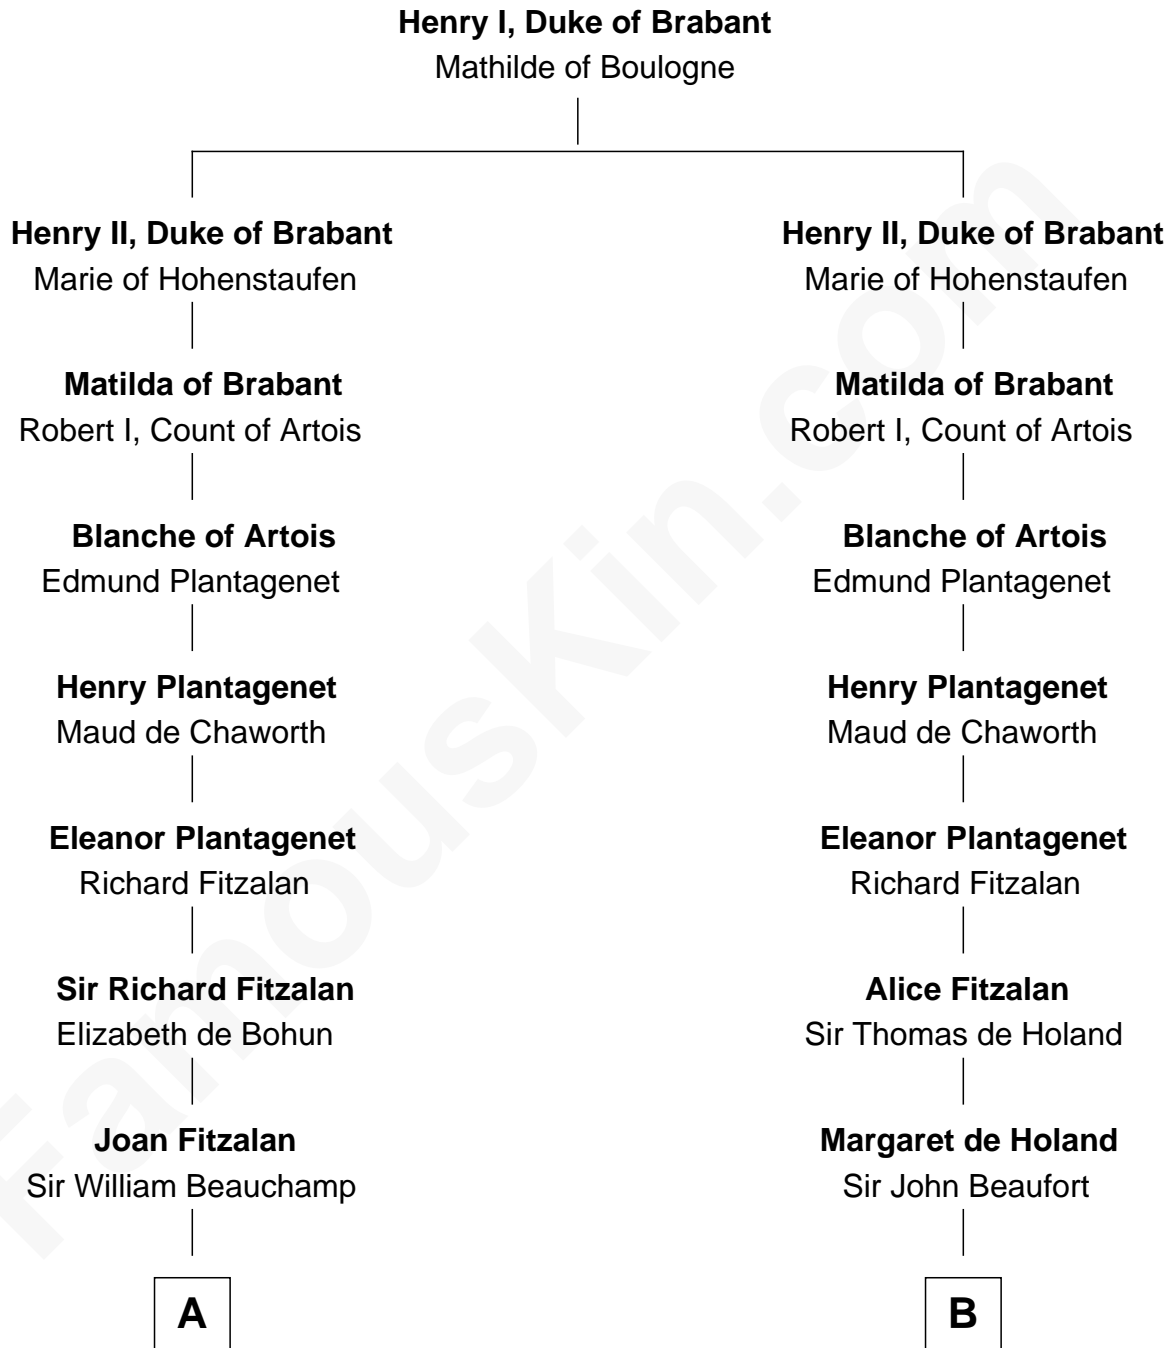 Henry I, Duke of Brabant
Mathilde of Boulogne
Henry II, Duke of Brabant
Marie of Hohenstaufen
Matilda of Brabant
Robert I, Count of Artois
Blanche of Artois
Edmund Plantagenet
Henry Plantagenet
Maud de Chaworth
Eleanor Plantagenet
Richard Fitzalan
Sir Richard Fitzalan
Elizabeth de Bohun
Joan Fitzalan
Sir William Beauchamp
A
Henry II, Duke of Brabant
Marie of Hohenstaufen
Matilda of Brabant
Robert I, Count of Artois
Blanche of Artois
Edmund Plantagenet
Henry Plantagenet
Maud de Chaworth
Eleanor Plantagenet
Richard Fitzalan
Alice Fitzalan
Sir Thomas de Holand
Margaret de Holand
Sir John Beaufort
B
FamousKin.com